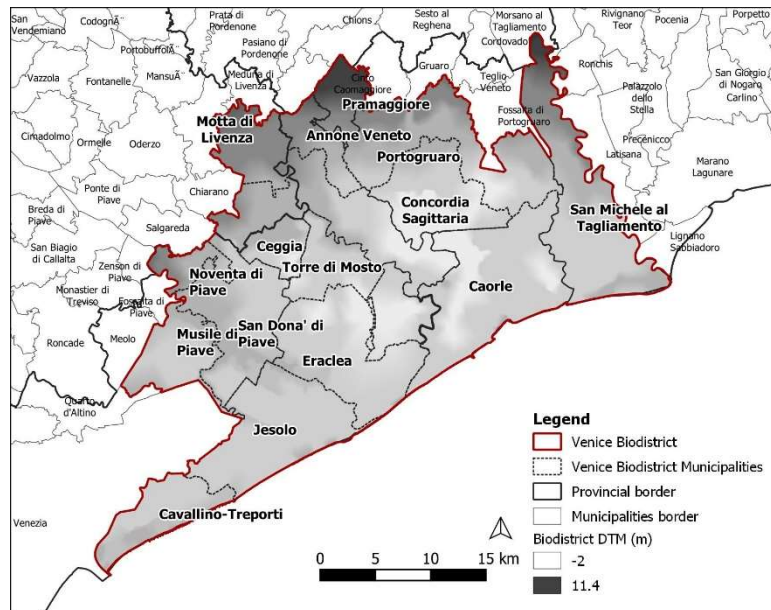 San
Vendemiano
CodognÃ¨
Prata di
Pordenone
Chions
Sesto al
Reghena
Morsano al
Tagliamento
Cordovado
Rivignano
Teor
Pocenia
Porpetto
PortobuffolÃ
Pasiano di
Pordenone
Vazzola
Fontanelle
MansuÃ
Meduna di
Livenza
Cinto
Caomaggiore
Gruaro
Teglio
Veneto
Ronchis
Palazzolo
dello
Stella
San Giorgio
di Nogaro
Carlino
Pramaggiore
Fossalta di
Portogruaro
Motta di
Livenza
Annône Veneto
Cimadolmo
Ormelle
Oderzo
Portogruaro
Precenicco
Latisana
Marano
Lagunare
Ponte di
Piave
Chiarano
Concordia
Sagittaria
San Michele al
Tagliamento
Breda di
Piave
Salgareda
Lignano
Sabbiadoro
San Biagio
di Callalta
Zenson di
Piave
Ceggia
Noventa di
Piave
Torre di Mosto
Caorle
Monastier
di Treviso
Fossalta di
Piave
Musile di
Piave
San Dona' di
Piave
Eraclea
Roncade
Meolo
Quarto
d'Altino
Jesolo
Cavallino-Treporti
Venezia
0 5 10 15 km
Legend
Venice Biodistrict
Venice Biodistrict Municipalities
Provincial border
Municipalities border
Biodistrict DTM (m)
-2
11.4